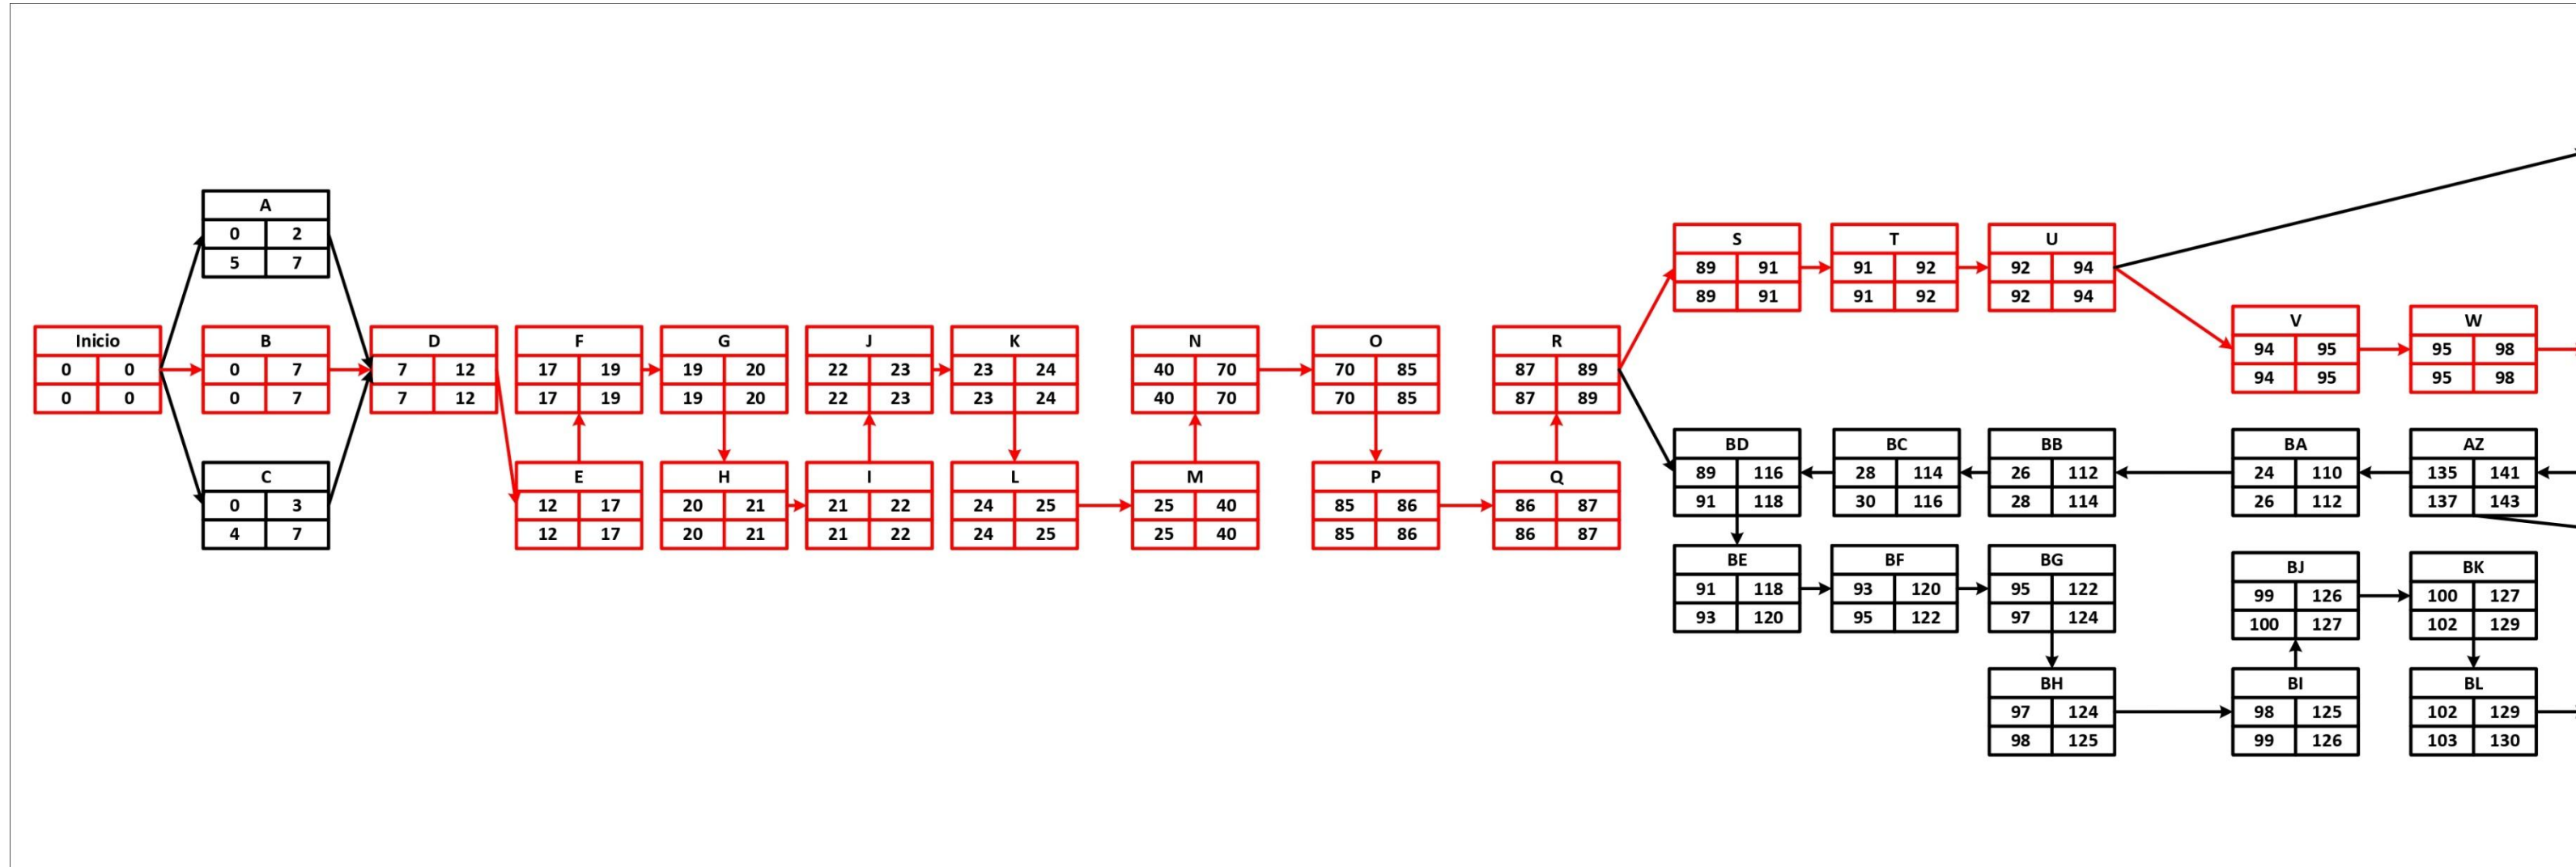 A
0 2
5 7
Inicio
0 0
0 0
B
0 7
0 7
C
0 3
4 7
D
7 12
7 12
F
17 19
17 19
E
12 17
12 17
G
19 20
19 20
H
20 21
20 21
J
22 23
22 23
I
21 22
21 22
K
23 24
23 24
L
24 25
24 25
N
40 70
40 70
M
25 40
25 40
O
70 85
70 85
P
85 86
85 86
R
87 89
87 89
Q
86 87
86 87
S
89 91
89 91
T
91 92
91 92
U
92 94
92 94
V
94 95
94 95
W
95 98
95 98
BD
89 116
91 118
BC
28 114
30 116
BB
26 112
28 114
BA
24 110
26 112
AZ
135 141
137 143
BE
91 118
93 120
BF
93 120
95 122
BG
95 122
97 124
BJ
99 126
100 127
BK
100 127
102 129
BH
97 124
98 125
BI
98 125
99 126
BL
102 129
103 130